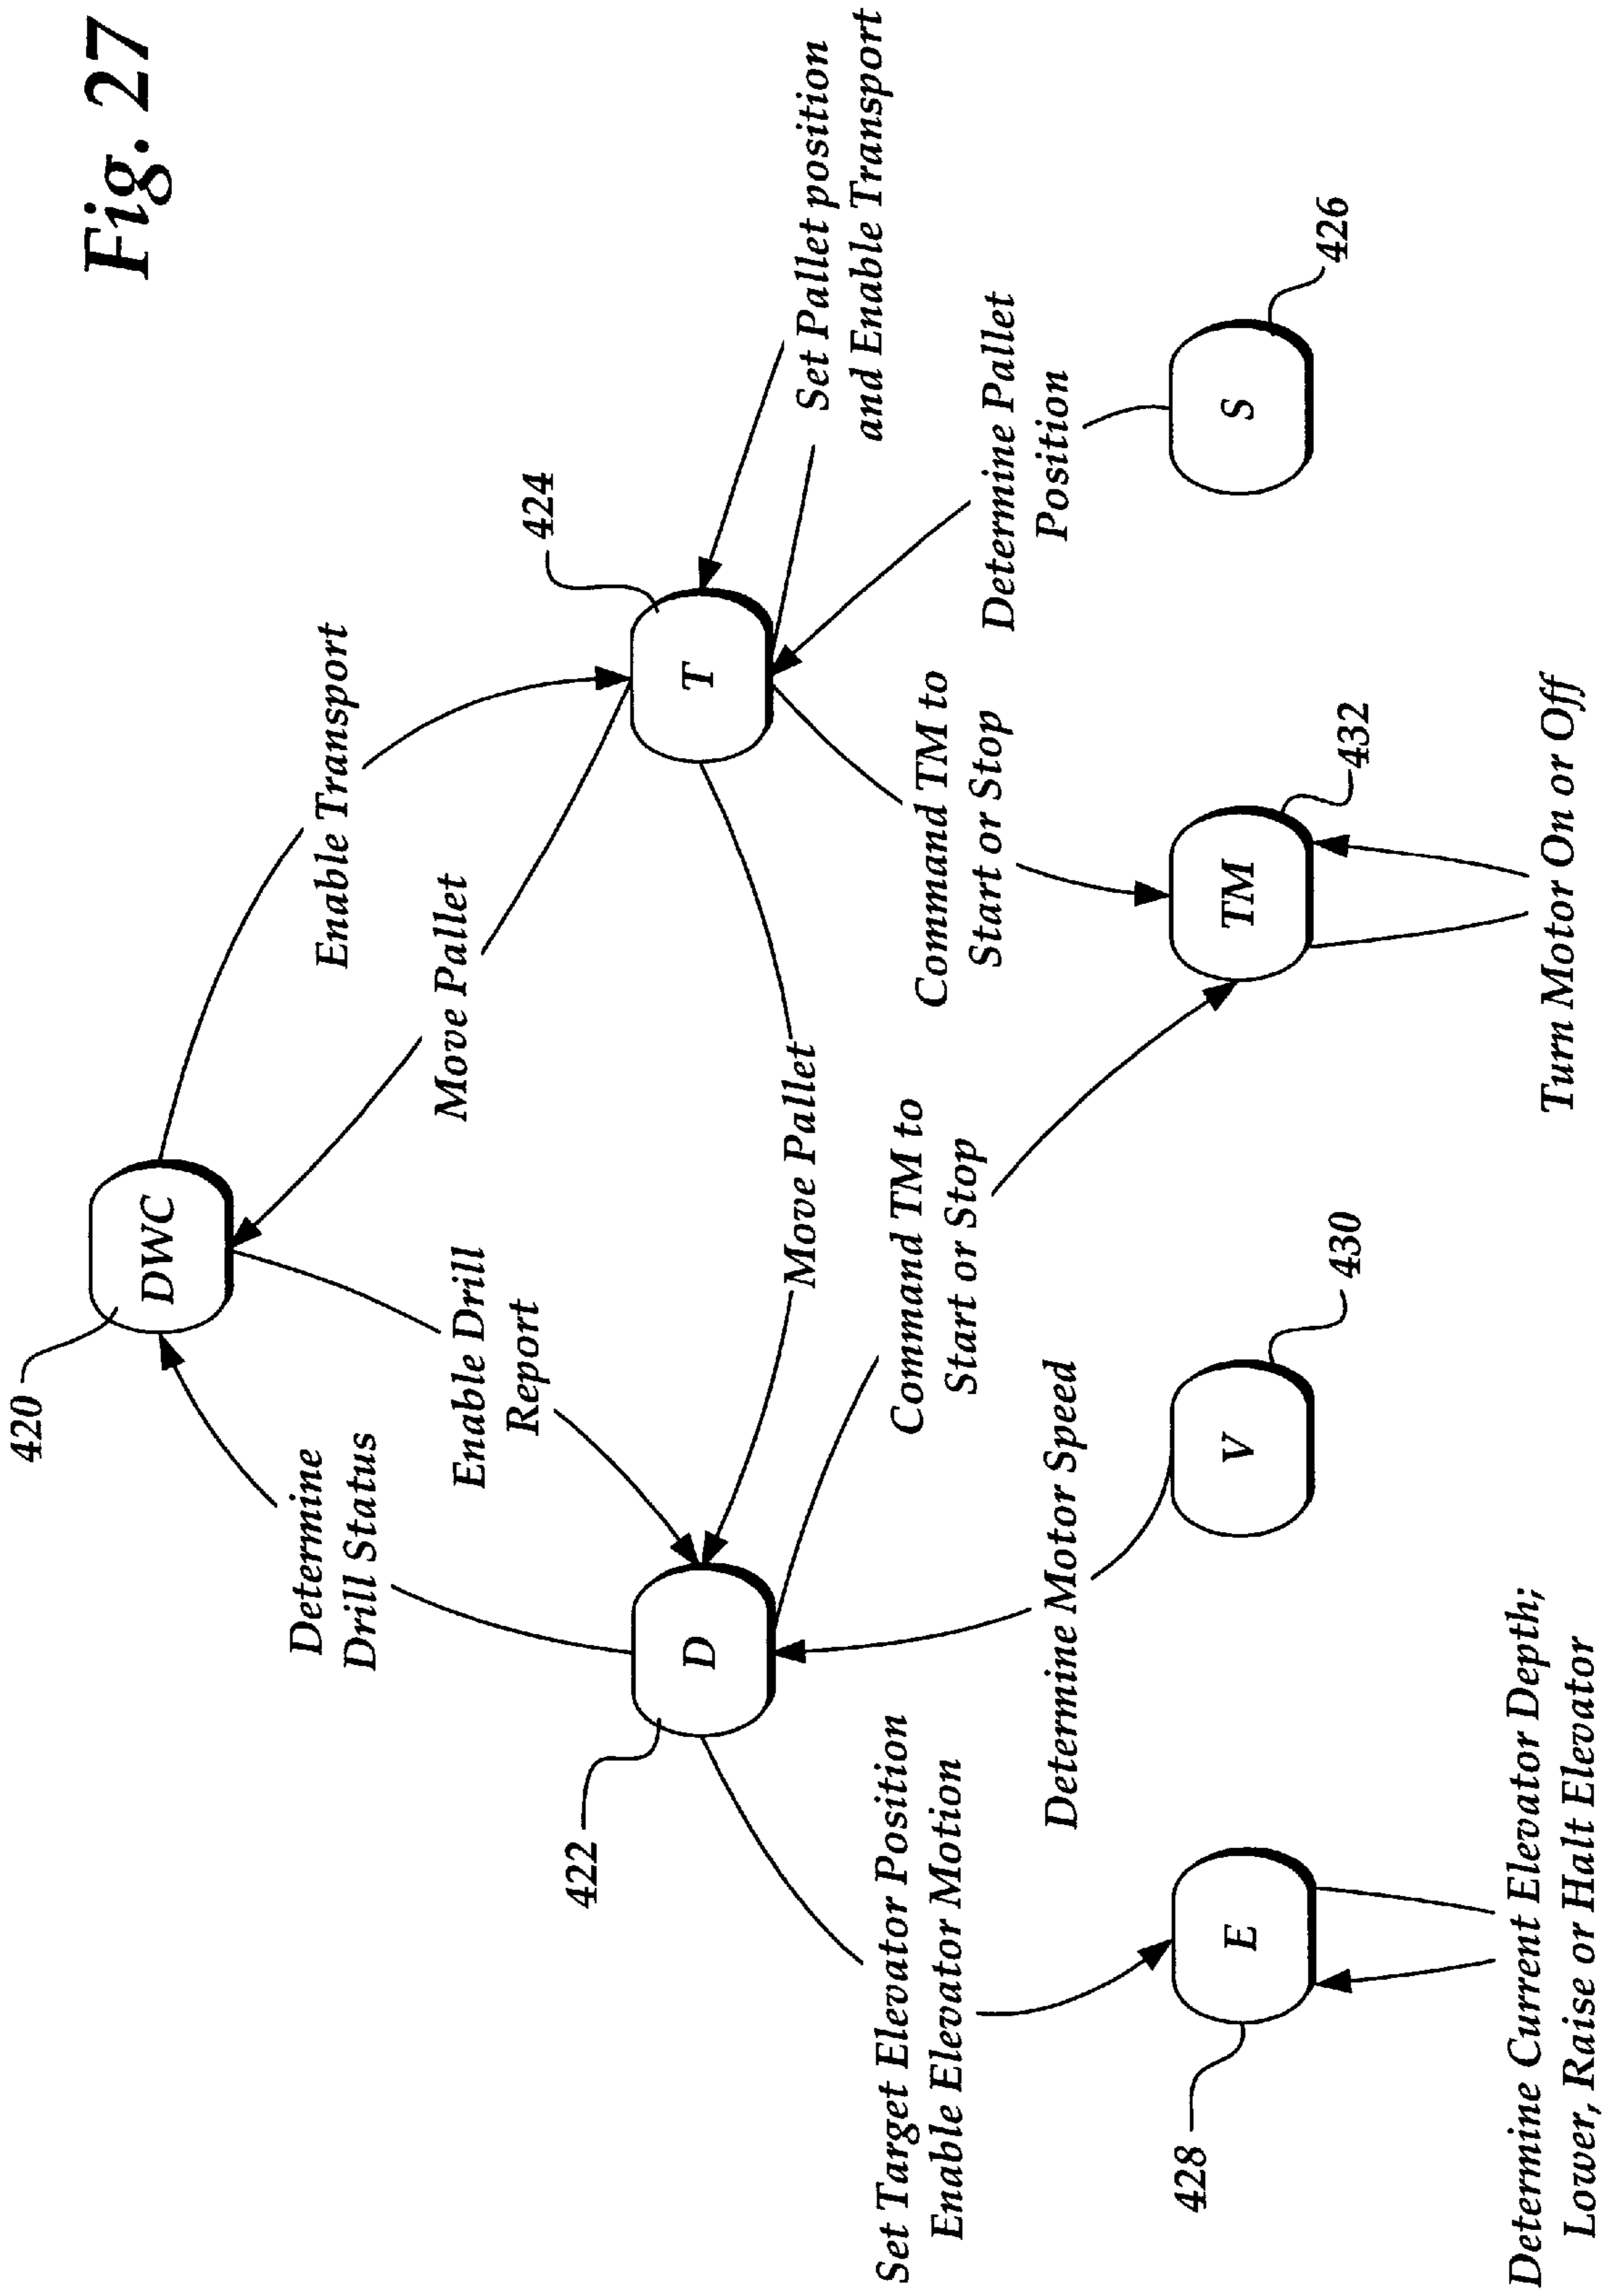 Fig. 27
420
DWC
Determine
Drill Status
Enable Drill
Report
Move Pallet
Enable Transport
422
D
Move Pallet
424
T
Set Pallet position
and Enable Transport
Set Target Elevator Position
Enable Elevator Motion
Determine Motor Speed
Command TM to
Start or Stop
Command TM to
Start or Stop
Determine Pallet
Position
428
E
V
430
TM
432
S
426
Determine Current Elevator Depth;
Lower, Raise or Halt Elevator
Turn Motor On or Off